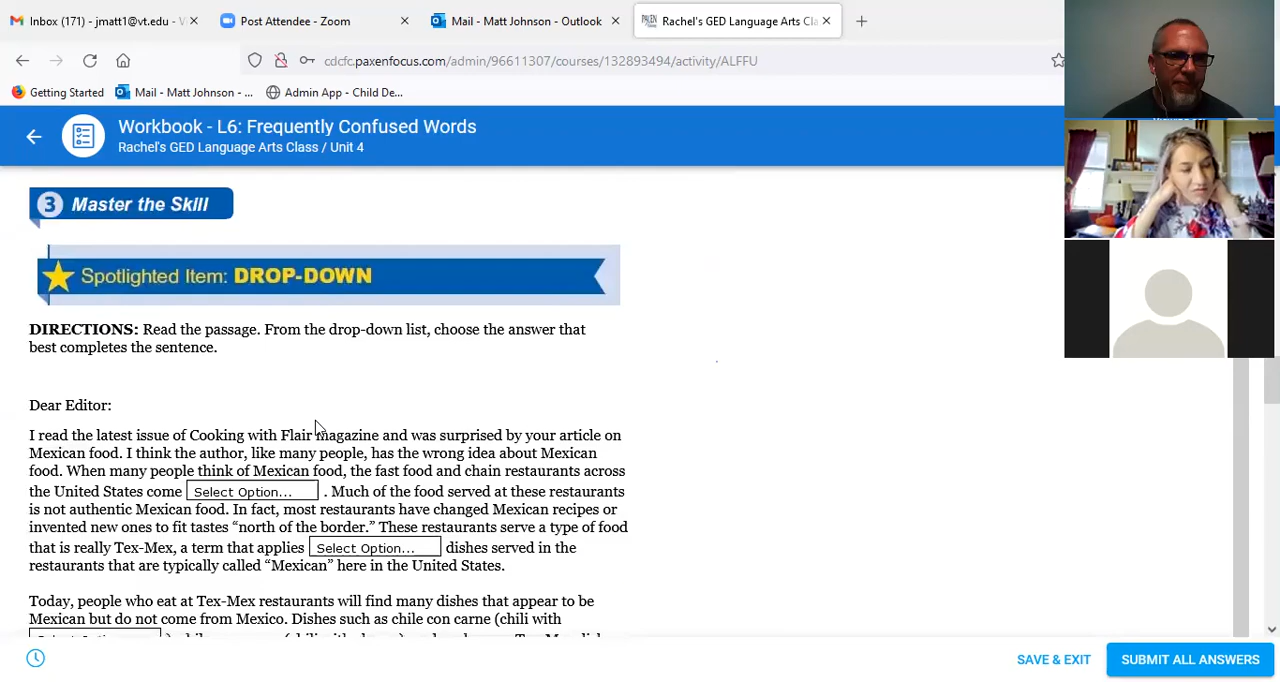 Inbox (171) - jmatt1@vt.edu -
Post Attendee - Zoom
Mail - Matt Johnson - Outlook
PAXEN
Rachel's GED Language Arts Cla
cdcfc.paxenfocus.com/admin/96611307/courses/132893494/activity/ALFFU
Getting Started
Mail - Matt Johnson - ...
Admin App - Child De...
Workbook - L6: Frequently Confused Words
Rachel's GED Language Arts Class / Unit 4
3 Master the Skill
Spotlighted Item: DROP-DOWN
DIRECTIONS: Read the passage. From the drop-down list, choose the answer that
best completes the sentence.
Dear Editor:
I read the latest issue of Cooking with Flair magazine and was surprised by your article on
Mexican food. I think the author, like many people, has the wrong idea about Mexican
food. When many people think of Mexican food, the fast food and chain restaurants across
the United States come Select Option... . Much of the food served at these restaurants
is not authentic Mexican food. In fact, most restaurants have changed Mexican recipes or
invented new ones to fit tastes “north of the border.” These restaurants serve a type of food
that is really Tex-Mex, a term that applies Select Option... dishes served in the
restaurants that are typically called “Mexican” here in the United States.
Today, people who eat at Tex-Mex restaurants will find many dishes that appear to be
Mexican but do not come from Mexico. Dishes such as chile con carne (chili with
SAVE & EXIT
SUBMIT ALL ANSWERS